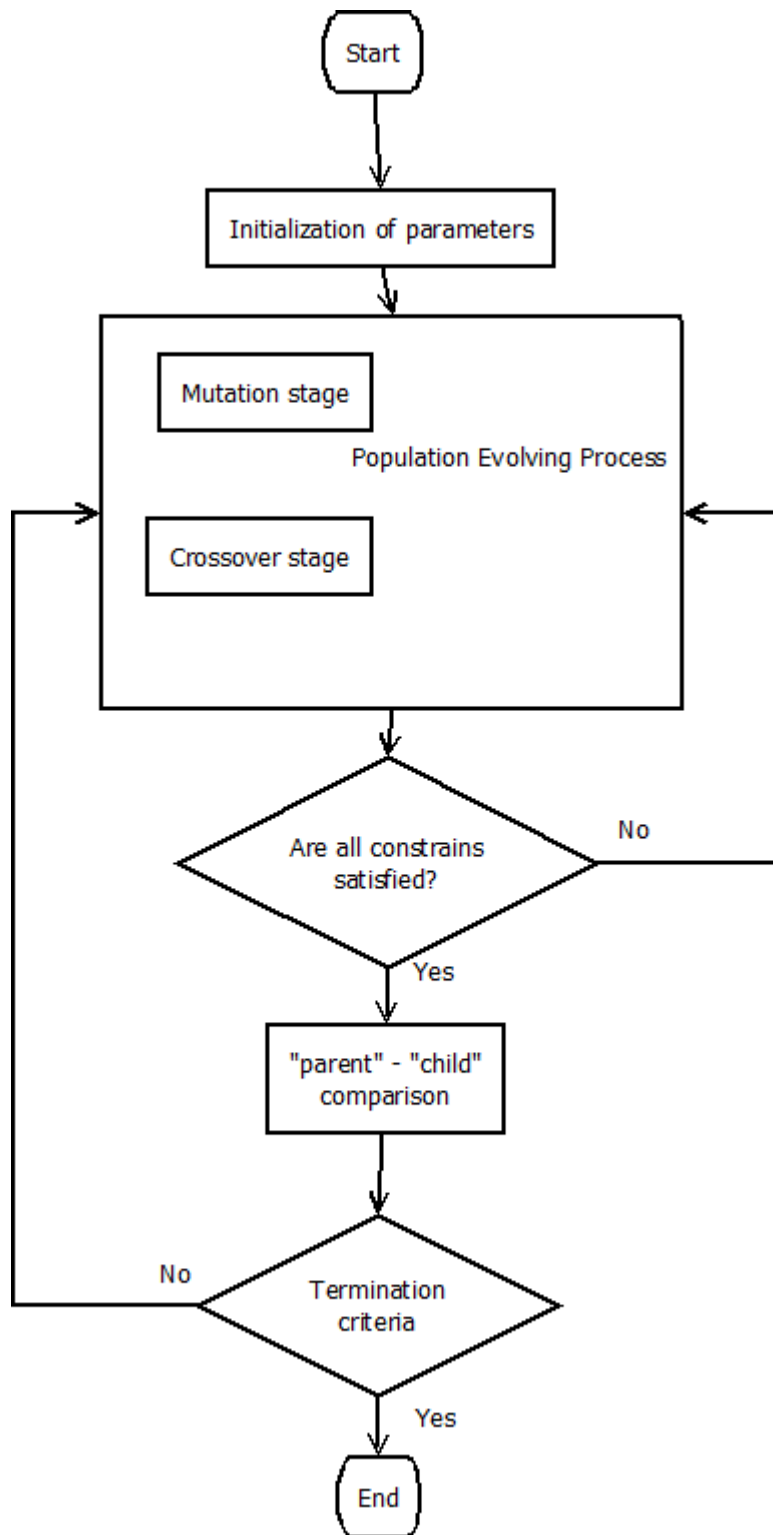 Start
Initialization of parameters
Mutation stage
Population Evolving Process
Crossover stage
Are all constrains
satisfied?
No
Yes
"parent" - "child"
comparison
No
Termination
criteria
Yes
End